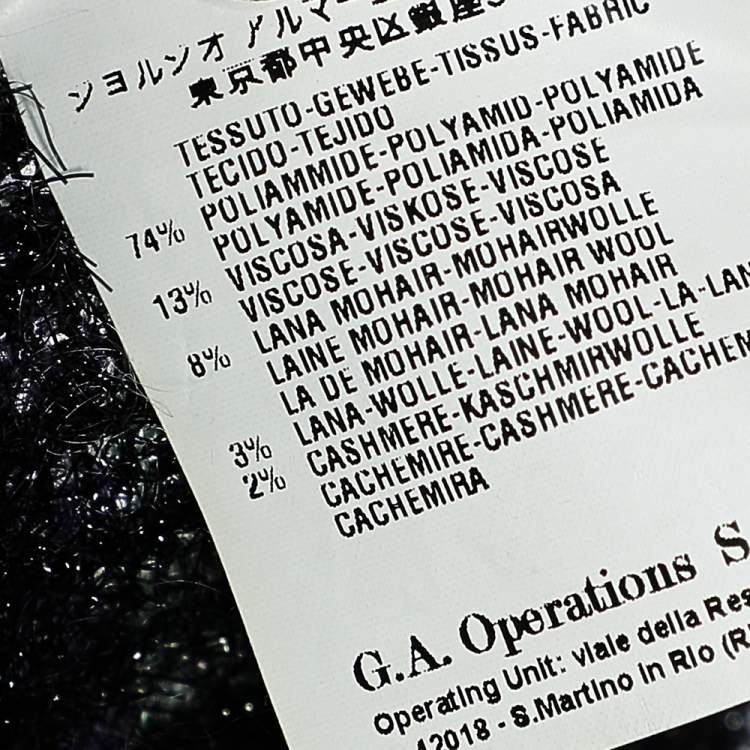 ジョルジオ アルマーニ
東京都中央区銀座5
TESSUTO-GEWEBE-TISSUS-FABRIC
TECIDO-TEJIDO
74% POLIAMMIDE-POLYAMID-POLYAMIDE
POLYAMIDE-POLIAMIDA-POLIAMIDA
13% VISCOSA-VISKOSE-VISCOSE
VISCOSE-VISCOSE-VISCOSA
8% LANA MOHAIR-MOHAIRWOLLE
LAINE MOHAIR-MOHAIR WOOL
LA DE MOHAIR-LANA MOHAIR
3% LANA-WOLLE-LAINE-WOOL-LA-LAN
2% CASHMERE-KASCHMIRWOLLE
CACHEMIRE-CASHMERE-CACHEM
CACHEMIRA
G.A. Operations S
Operating Unit: viale della Res
42018 - S.Martino in Rio (R